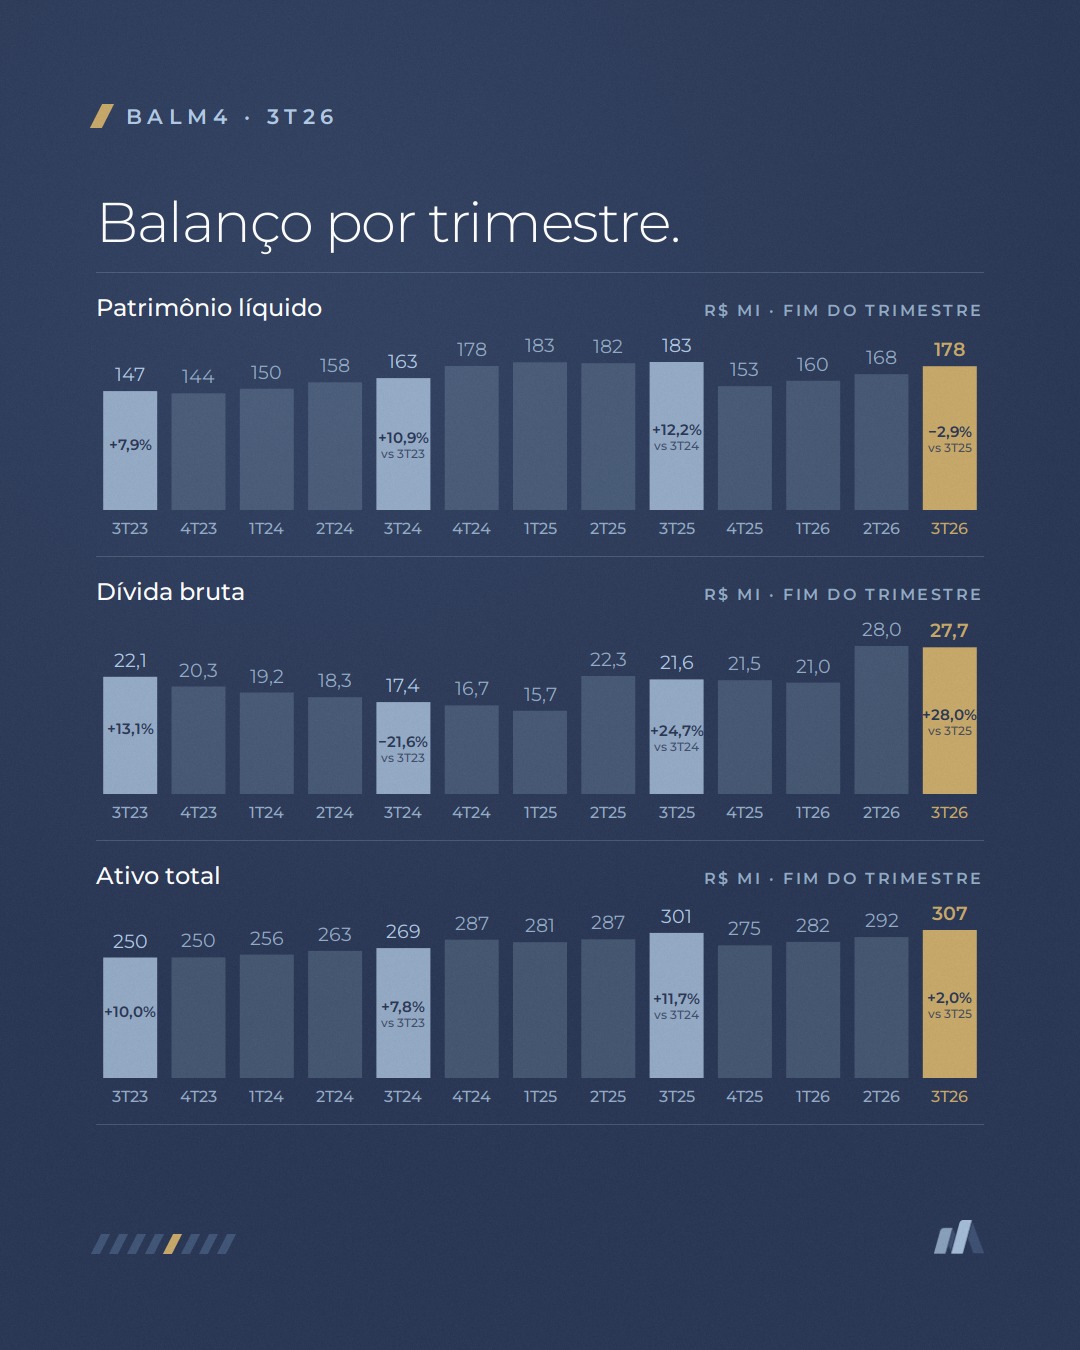 BALM4 · 3T26
Balanço por trimestre.
Patrimônio líquido
R$ MI · FIM DO TRIMESTRE
147 144 150 158 163 178 183 182 183 153 160 168 178
+7,9% +10,9% +12,2% −2,9%
vs 3T23 vs 3T24 vs 3T25
3T23 4T23 1T24 2T24 3T24 4T24 1T25 2T25 3T25 4T25 1T26 2T26 3T26
Dívida bruta
R$ MI · FIM DO TRIMESTRE
22,1 20,3 19,2 18,3 17,4 16,7 15,7 22,3 21,6 21,5 21,0 28,0 27,7
+13,1% −21,6% +24,7% +28,0%
vs 3T23 vs 3T24 vs 3T25
3T23 4T23 1T24 2T24 3T24 4T24 1T25 2T25 3T25 4T25 1T26 2T26 3T26
Ativo total
R$ MI · FIM DO TRIMESTRE
250 250 256 263 269 287 281 287 301 275 282 292 307
+10,0% +7,8% +11,7% +2,0%
vs 3T23 vs 3T24 vs 3T25
3T23 4T23 1T24 2T24 3T24 4T24 1T25 2T25 3T25 4T25 1T26 2T26 3T26